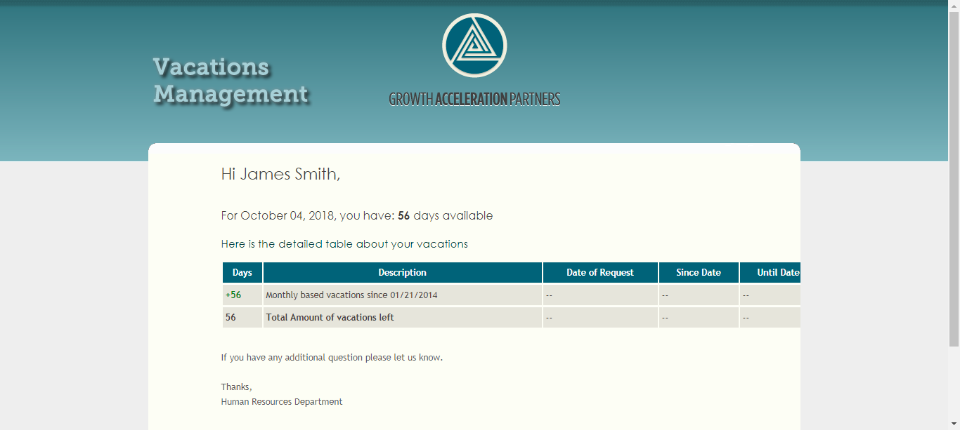 Vacations
Management
GROWTH ACCELERATION PARTNERS
Hi James Smith,
For October 04, 2018, you have: 56 days available
Here is the detailed table about your vacations
Days Description Date of Request Since Date Until Date
+56 Monthly based vacations since 01/21/2014 -- -- --
56 Total Amount of vacations left -- -- --
If you have any additional question please let us know.
Thanks,
Human Resources Department